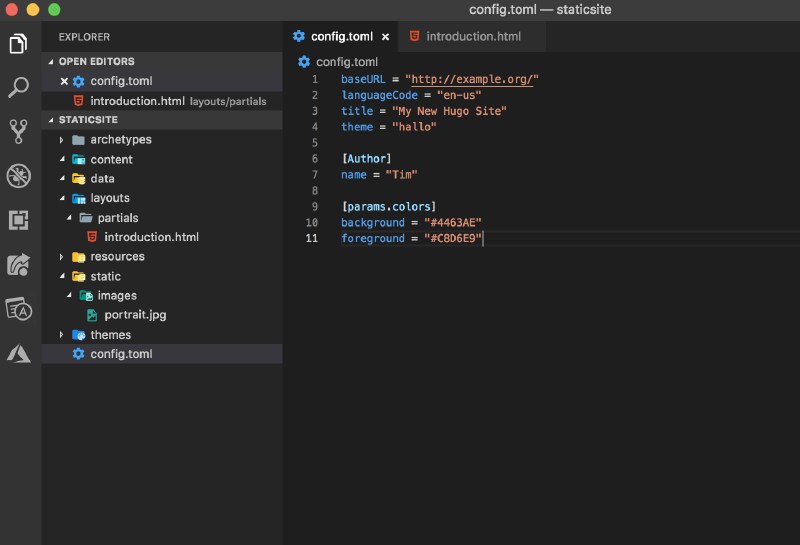 config.toml — staticsite
EXPLORER
OPEN EDITORS
config.toml
introduction.html layouts/partials
STATICSITE
archetypes
content
data
layouts
partials
introduction.html
resources
static
images
portrait.jpg
themes
config.toml
config.toml
introduction.html
config.toml
1 baseURL = "http://example.org/"
2 languageCode = "en-us"
3 title = "My New Hugo Site"
4 theme = "hallo"
5
6 [Author]
7 name = "Tim"
8
9 [params.colors]
10 background = "#4463AE"
11 foreground = "#C8D6E9"